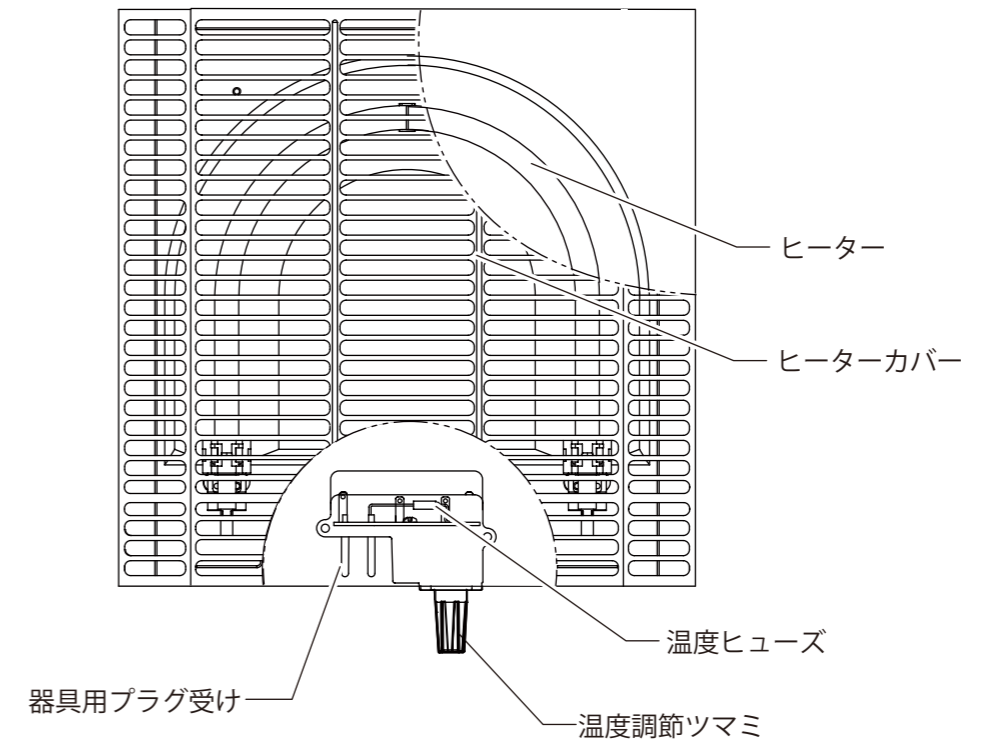 ヒーター
ヒーターカバー
温度ヒューズ
器具用プラグ受け
温度調節ツマミ